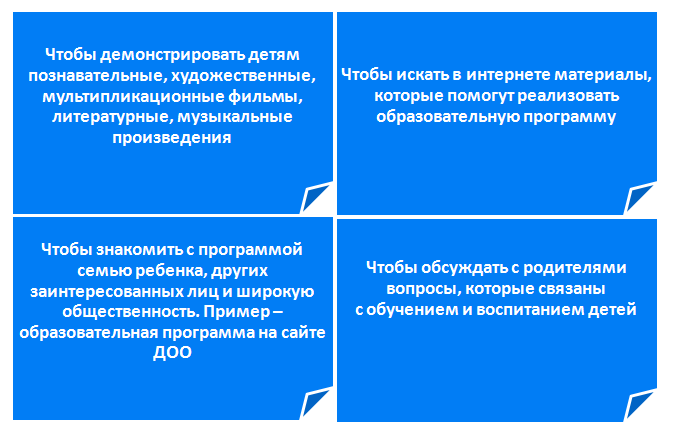 Чтобы демонстрировать детям
познавательные, художественные,
мультипликационные фильмы,
литературные, музыкальные
произведения
Чтобы искать в интернете материалы,
которые помогут реализовать
образовательную программу
Чтобы знакомить с программой
семью ребенка, других
заинтересованных лиц и широкую
общественность. Пример –
образовательная программа на сайте
ДОО
Чтобы обсуждать с родителями
вопросы, которые связаны
с обучением и воспитанием детей